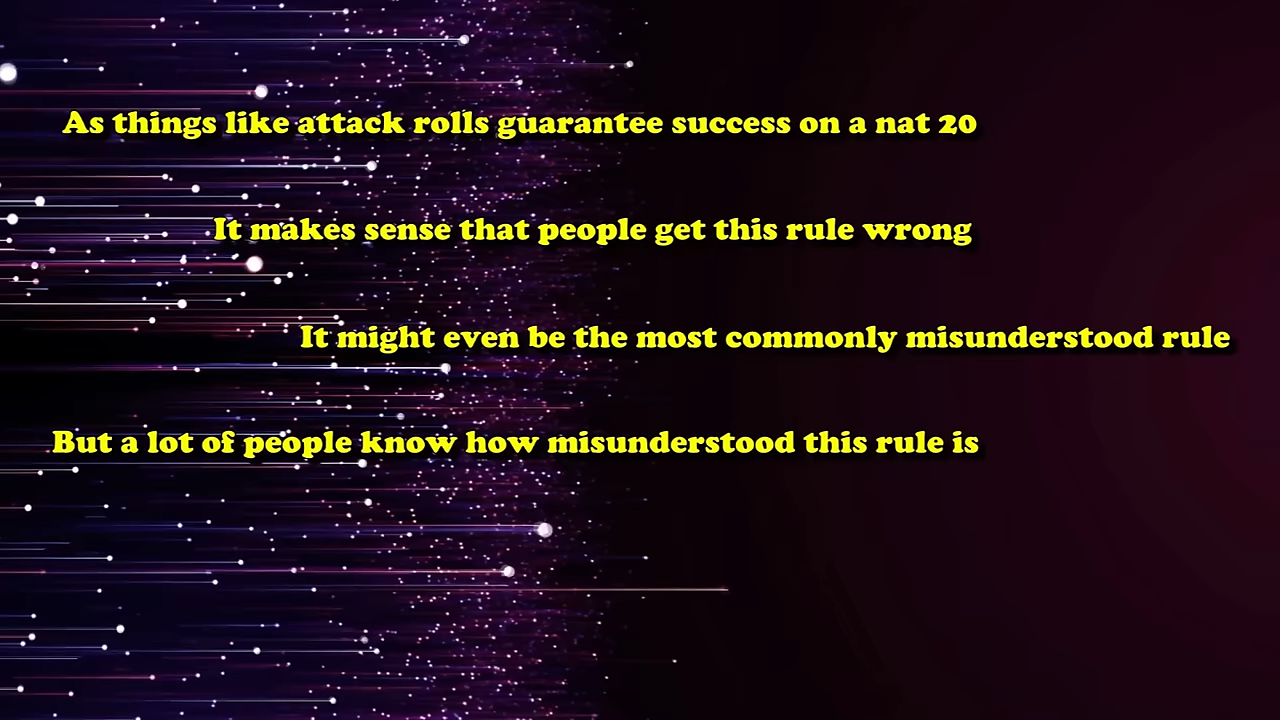 As things like attack rolls guarantee success on a nat 20
It makes sense that people get this rule wrong
It might even be the most commonly misunderstood rule
But a lot of people know how misunderstood this rule is